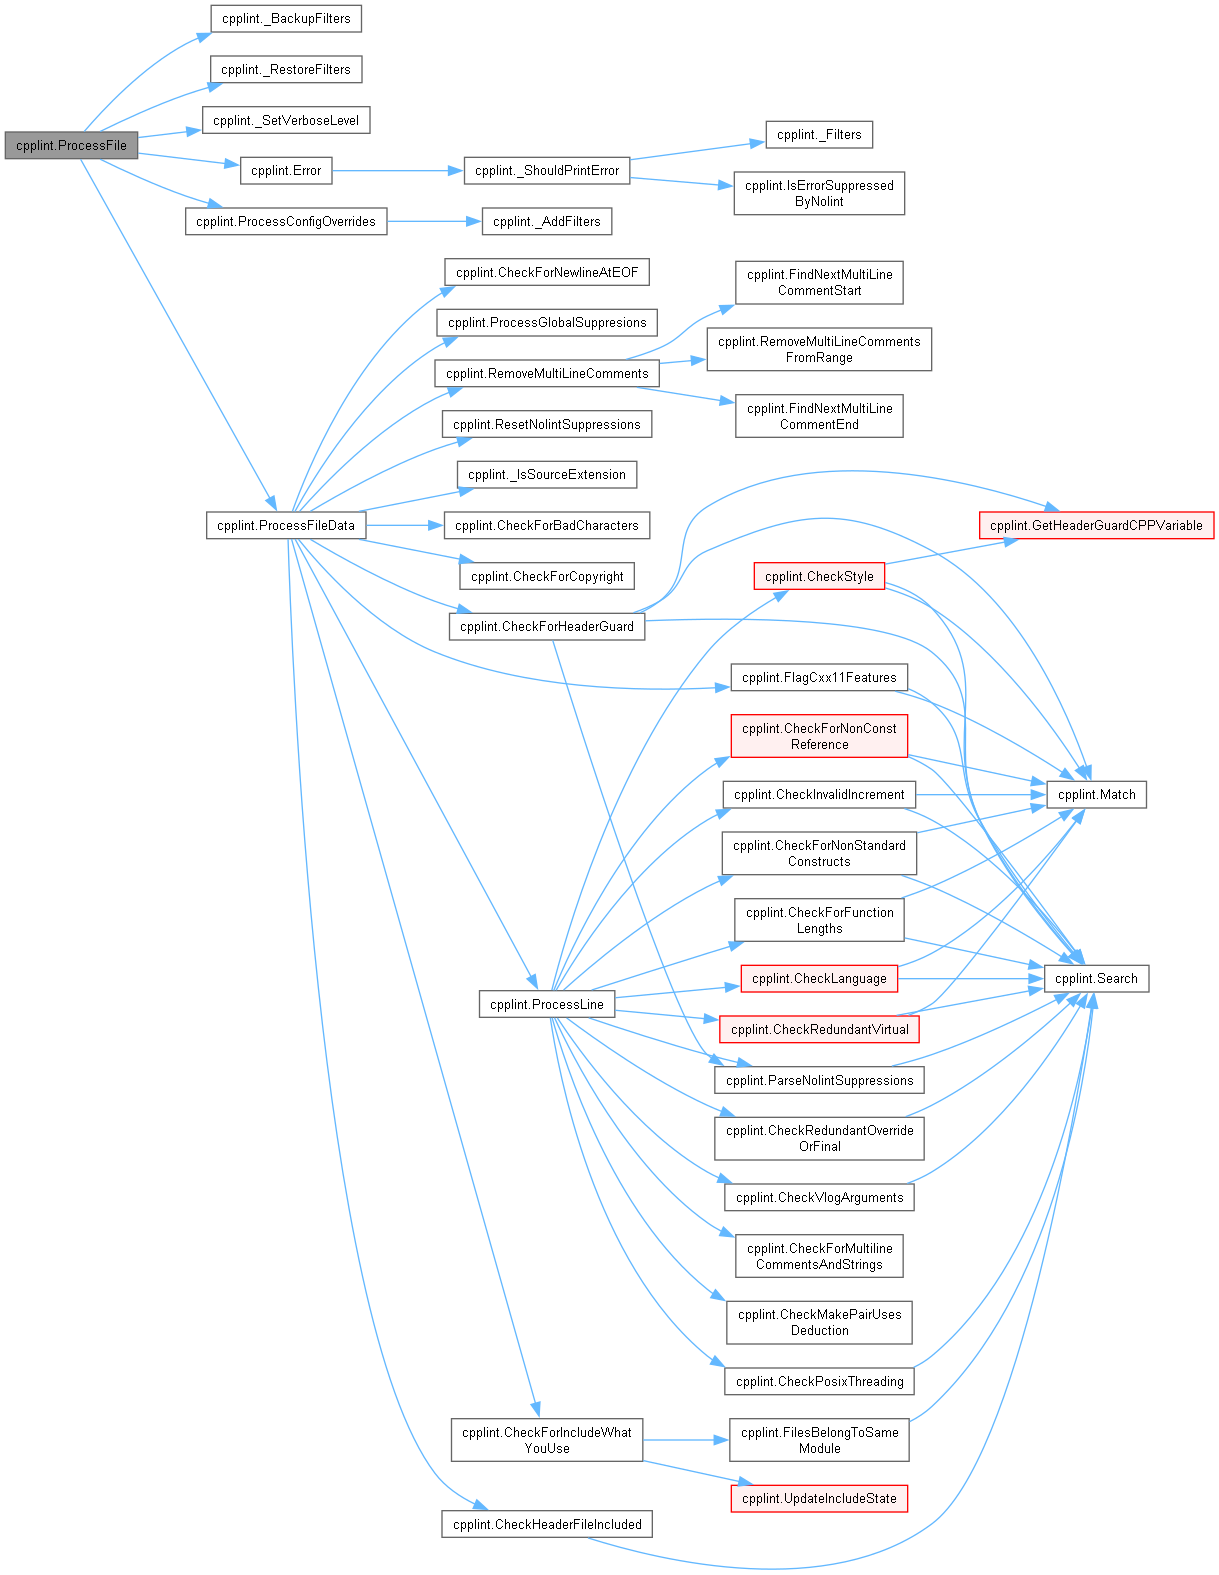 cpplint._BackupFilters
cpplint._RestoreFilters
cpplint._SetVerboseLevel
cpplint.ProcessFile
cpplint._Filters
cpplint.Error
cpplint._ShouldPrintError
cpplint.IsErrorSuppressed
ByNolint
cpplint.ProcessConfigOverrides
cpplint._AddFilters
cpplint.CheckForNewlineAtEOF
cpplint.FindNextMultiLine
CommentStart
cpplint.ProcessGlobalSuppresions
cpplint.RemoveMultiLineComments
FromRange
cpplint.RemoveMultiLineComments
cpplint.FindNextMultiLine
CommentEnd
cpplint.ResetNolintSuppressions
cpplint._IsSourceExtension
cpplint.ProcessFileData
cpplint.CheckForBadCharacters
cpplint.GetHeaderGuardCPPVariable
cpplint.CheckForCopyright
cpplint.CheckStyle
cpplint.CheckForHeaderGuard
cpplint.FlagCxx11Features
cpplint.CheckForNonConst
Reference
cpplint.CheckInvalidIncrement
cpplint.Match
cpplint.CheckForNonStandard
Constructs
cpplint.CheckForFunction
Lengths
cpplint.CheckLanguage
cpplint.Search
cpplint.ProcessLine
cpplint.CheckRedundantVirtual
cpplint.ParseNolintSuppressions
cpplint.CheckRedundantOverride
OrFinal
cpplint.CheckVlogArguments
cpplint.CheckForMultiline
CommentsAndStrings
cpplint.CheckMakePairUses
Deduction
cpplint.CheckPosixThreading
cpplint.CheckForIncludeWhat
YouUse
cpplint.FilesBelongToSame
Module
cpplint.UpdateIncludeState
cpplint.CheckHeaderFileIncluded